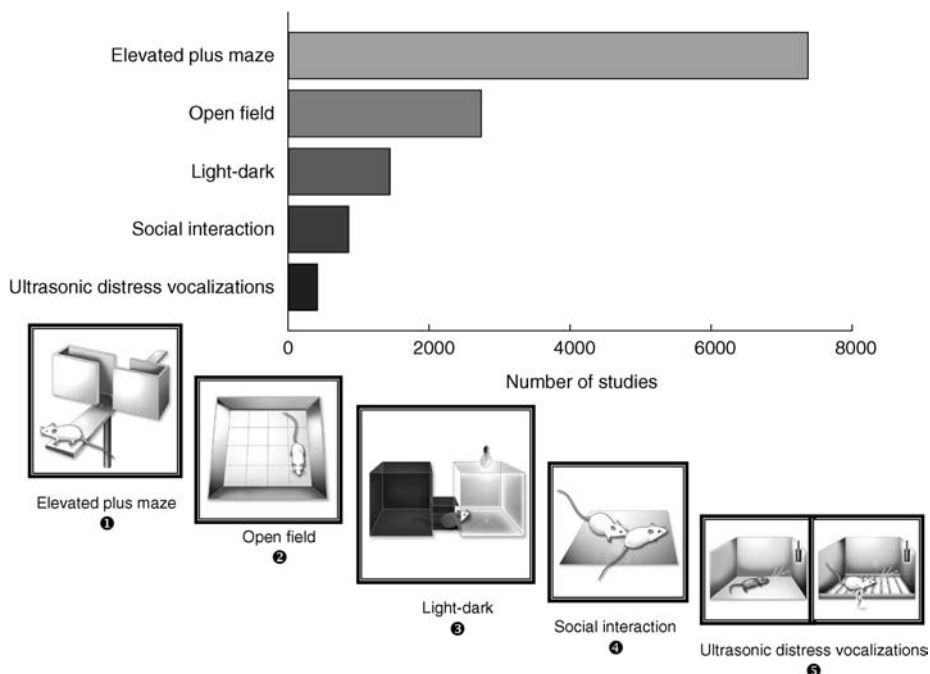 Elevated plus maze
Open field
Light-dark
Social interaction
Ultrasonic distress vocalizations
0 2000 4000 6000 8000
Number of studies
Elevated plus maze
❶
Open field
❷
Light-dark
❸
Social interaction
❹
Ultrasonic distress vocalizations
❺